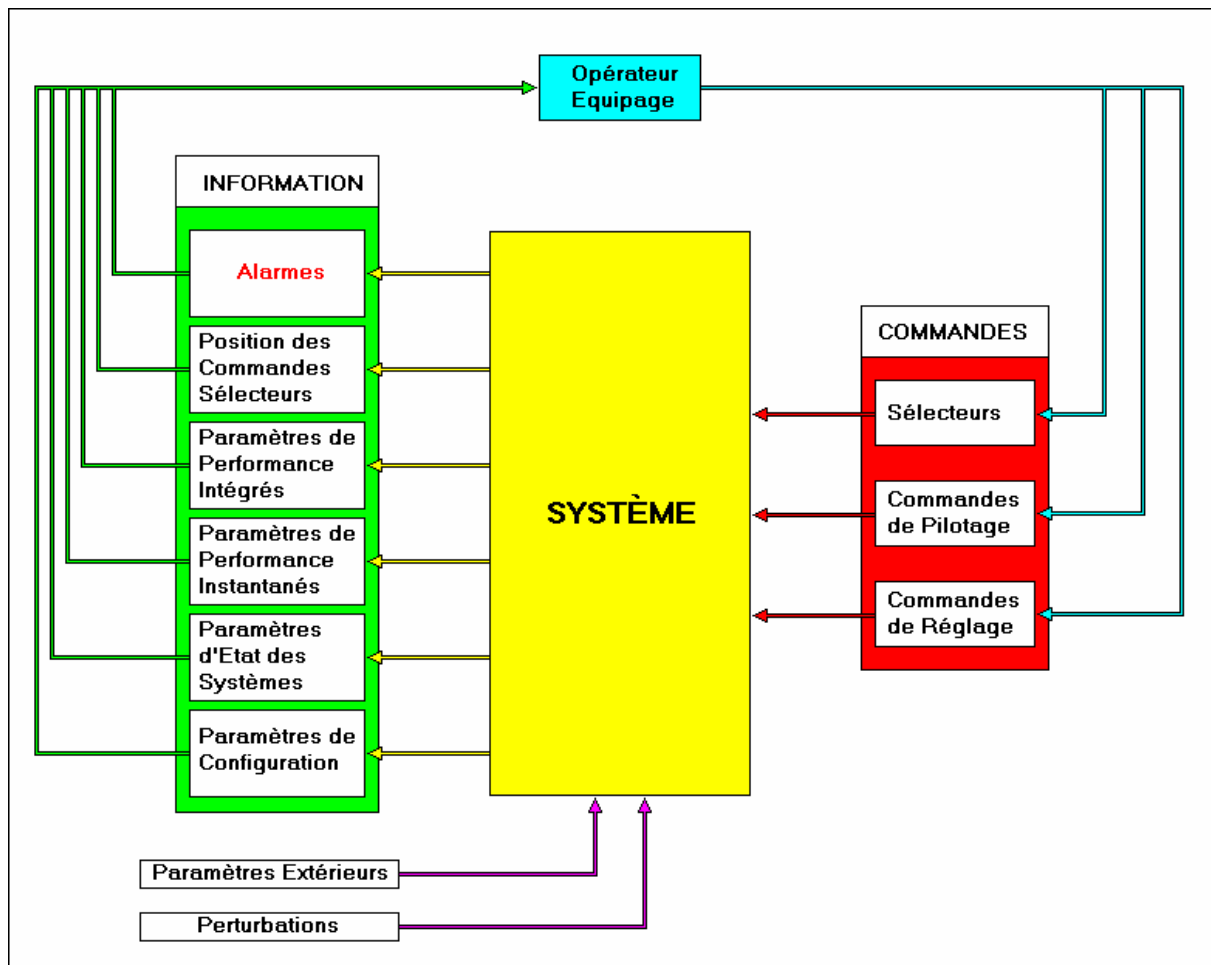 Opérateur
Equipage
INFORMATION
Alarmes
Position des
Commandes
Sélecteurs
Paramètres de
Performance
Intégrés
Paramètres de
Performance
Instantanés
Paramètres
d'Etat des
Systèmes
Paramètres de
Configuration
SYSTÈME
COMMANDES
Sélecteurs
Commandes
de Pilotage
Commandes
de Réglage
Paramètres Extérieurs
Perturbations